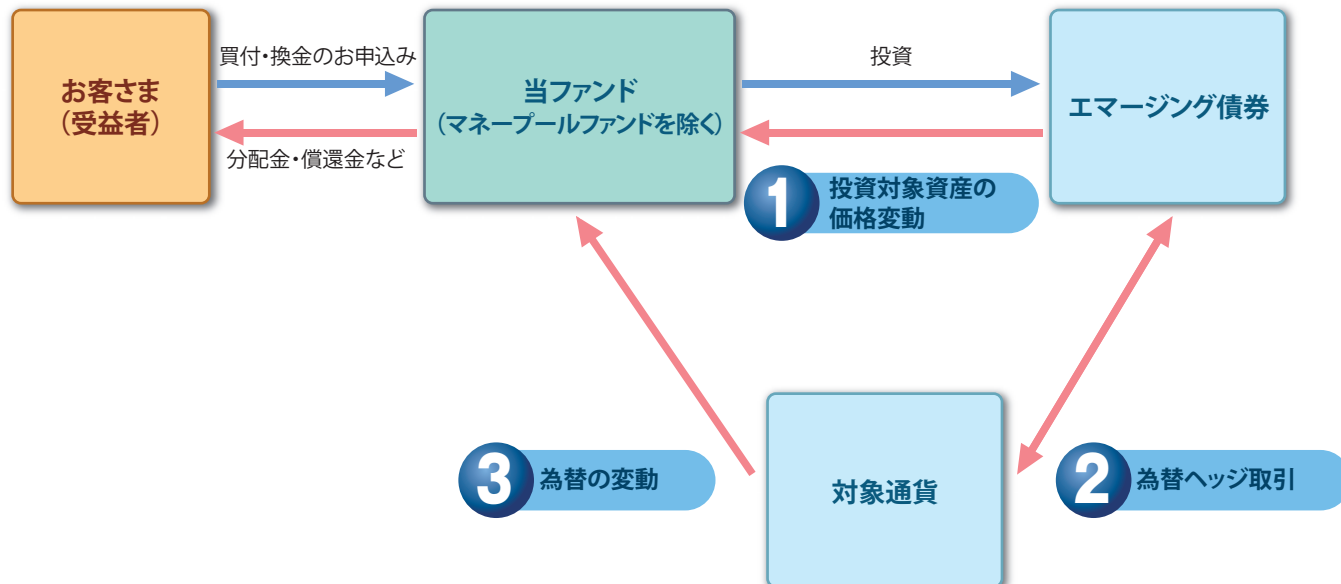 買付・換金のお申込み
お客さま
(受益者)
分配金・償還金など
当ファンド
(マネープールファンドを除く)
投資
エマージング債券
1
投資対象資産の
価格変動
3
為替の変動
対象通貨
2
為替ヘッジ取引